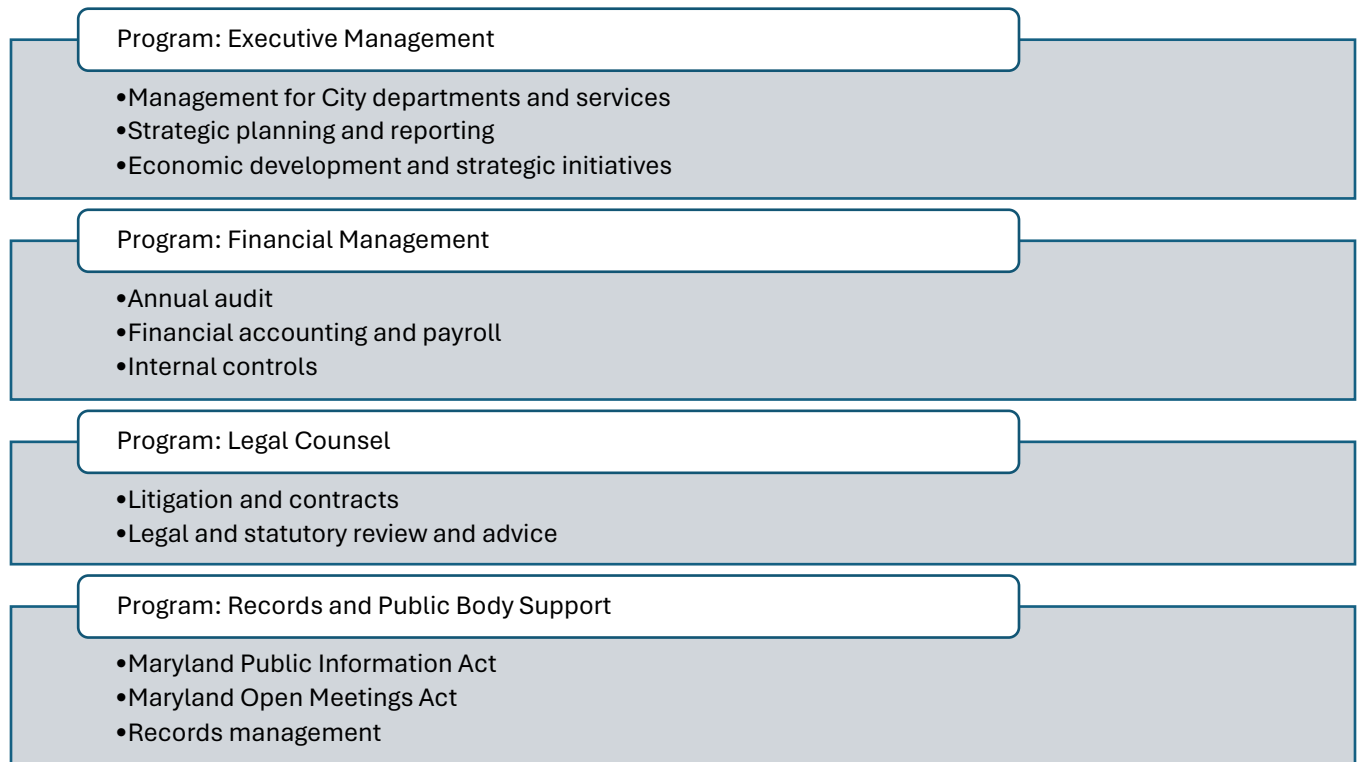 Program: Executive Management
•Management for City departments and services
•Strategic planning and reporting
•Economic development and strategic initiatives
Program: Financial Management
•Annual audit
•Financial accounting and payroll
•Internal controls
Program: Legal Counsel
•Litigation and contracts
•Legal and statutory review and advice
Program: Records and Public Body Support
•Maryland Public Information Act
•Maryland Open Meetings Act
•Records management